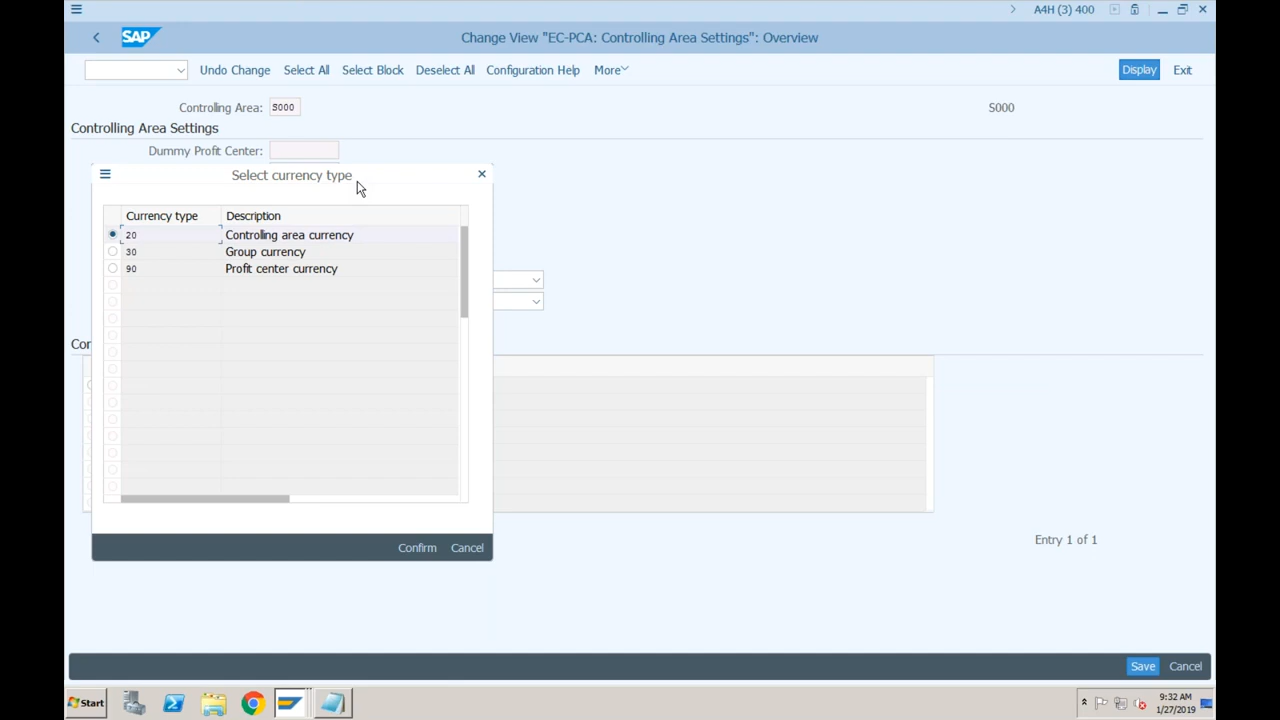 A4H (3) 400
SAP
Change View "EC-PCA: Controlling Area Settings": Overview
Undo Change Select All Select Block Deselect All Configuration Help More Display Exit
Controlling Area: S000 S000
Controlling Area Settings
Dummy Profit Center:
Select currency type
Currency type Description
20 Controlling area currency
30 Group currency
90 Profit center currency
Con
Confirm Cancel
Entry 1 of 1
Save Cancel
Start
9:32 AM
1/27/2019